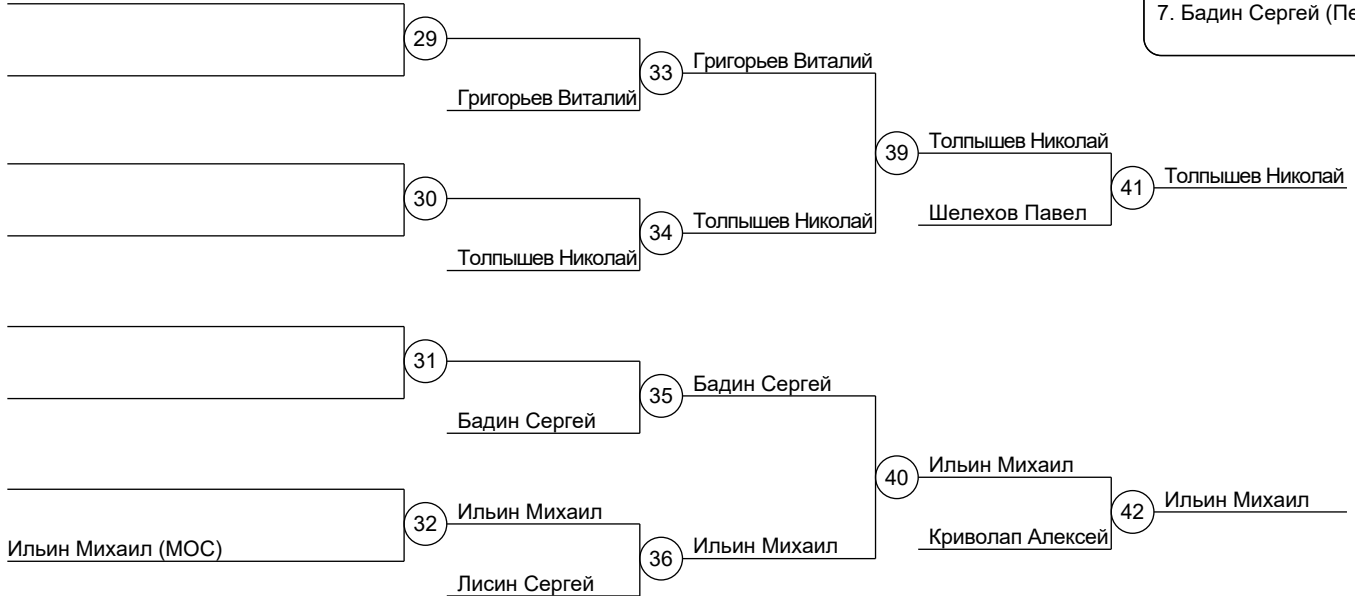 7. Бадин Сергей
29
33
Григорьев Виталий
Григорьев Виталий
39
Толпышев Николай
41
Толпышев Николай
30
34
Толпышев Николай
Шелехов Павел
Толпышев Николай
31
35
Бадин Сергей
Бадин Сергей
40
Ильин Михаил
42
Ильин Михаил
32
Ильин Михаил
Криволап Алексей
Ильин Михаил (МОС)
36
Ильин Михаил
Лисин Сергей